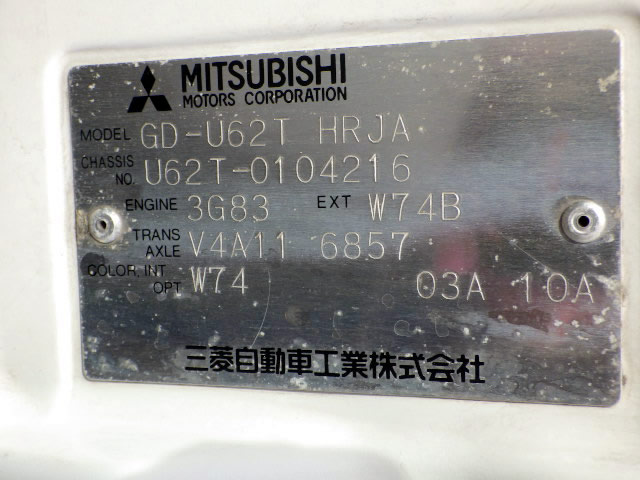 MITSUBISHI
MOTORS CORPORATION
MODEL GD-U62T HRJA
CHASSIS NO. U62T-0104216
ENGINE 3G83 EXT W74B
TRANS AXLE V4A11 6857
COLOR, INT OPT W74 03A 10A
三菱自動車工業株式会社